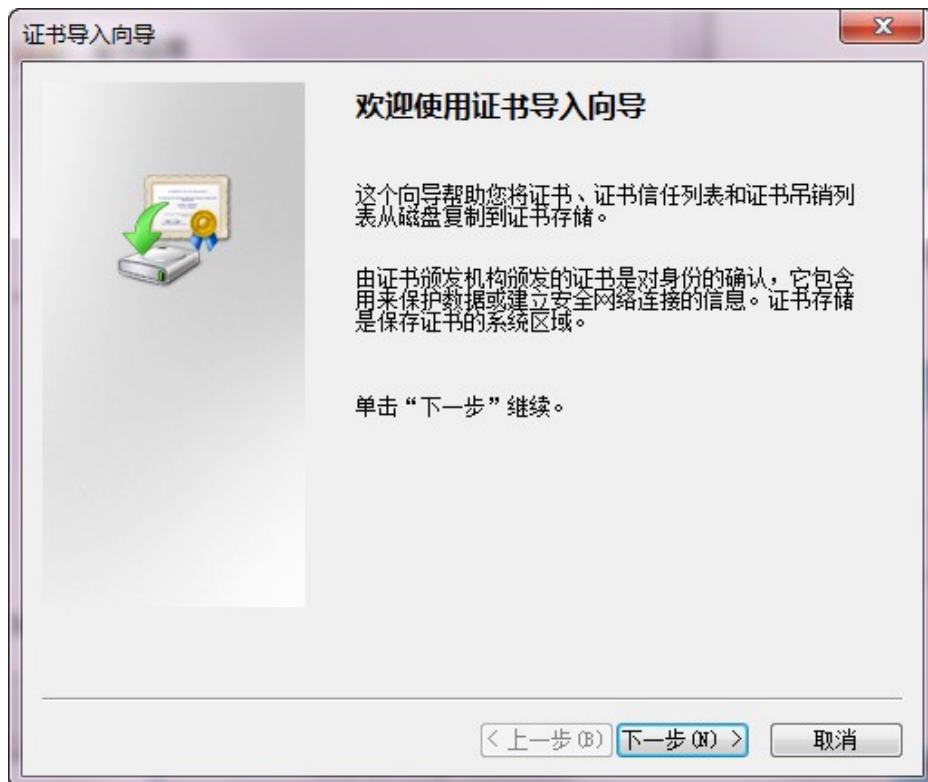 证书导入向导
欢迎使用证书导入向导
这个向导帮助您将证书、证书信任列表和证书吊销列
表从磁盘复制到证书存储。
由证书颁发机构颁发的证书是对身份的确认，它包含
用来保护数据或建立安全网络连接的信息。证书存储
是保存证书的系统区域。
单击“下一步”继续。
< 上一步(B) 下一步(N) > 取消